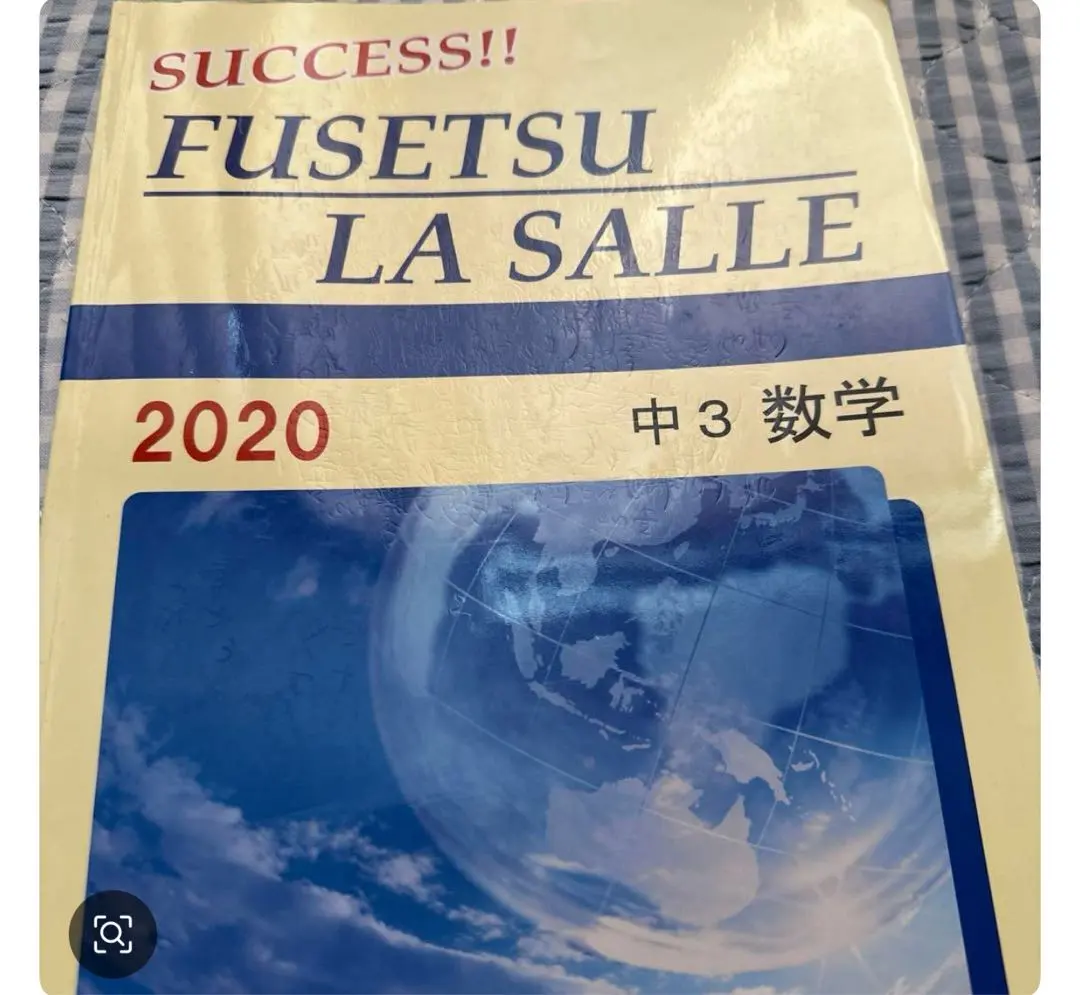 SUCCESS!!
FUSETSU
LA SALLE
2020
中3 数学